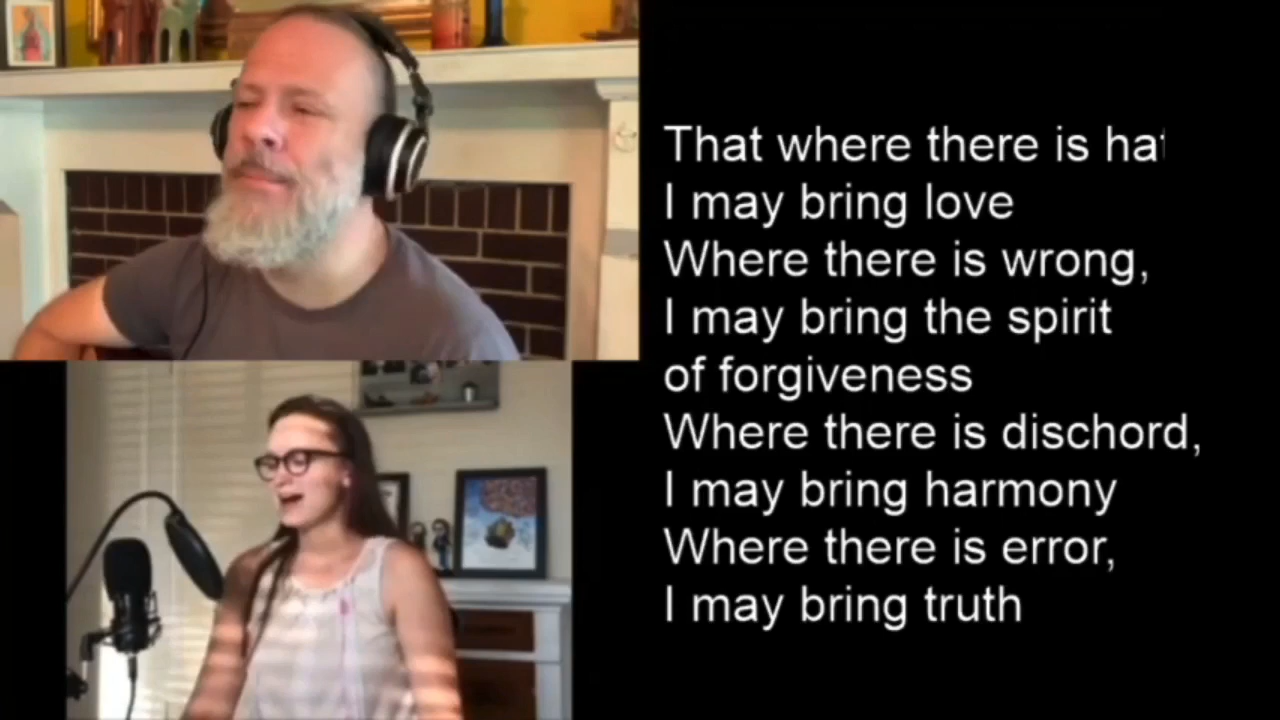 That where there is
I may bring love
Where there is wrong,
I may bring the spirit
of forgiveness
Where there is dischord,
I may bring harmony
Where there is error,
I may bring truth